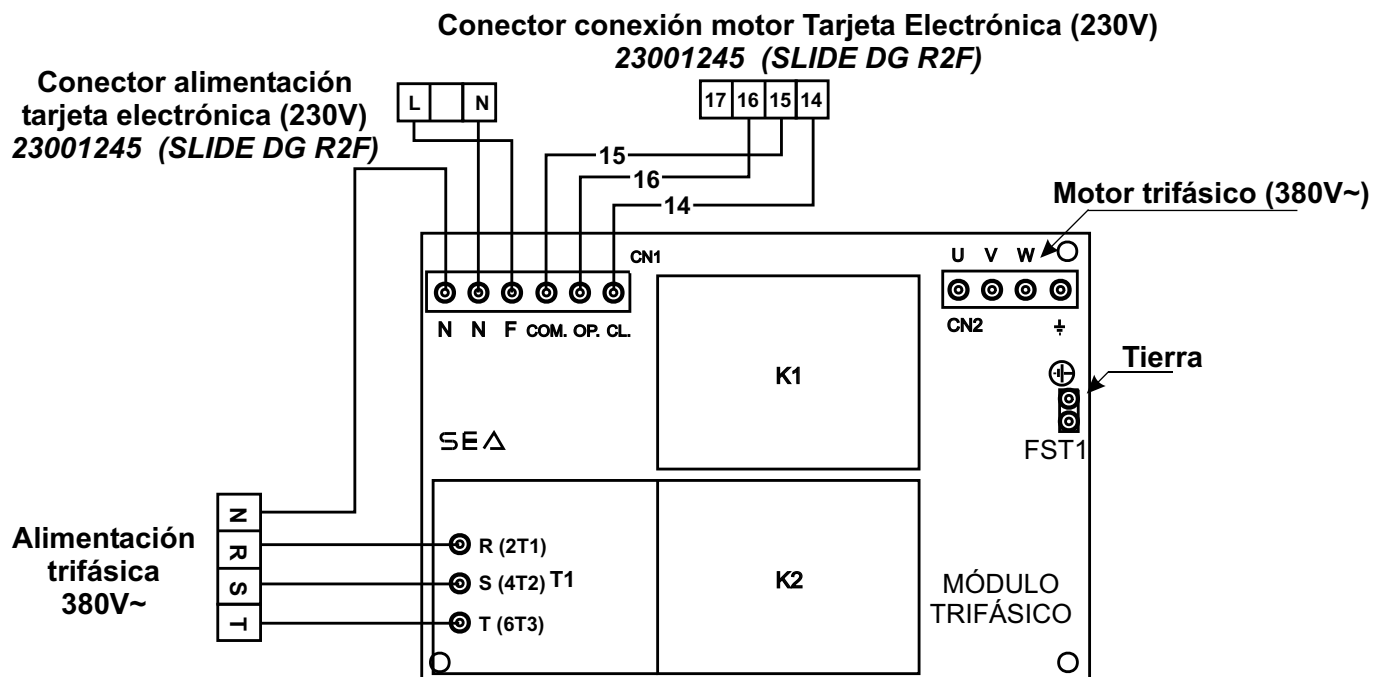 Conector conexión motor Tarjeta Electrónica (230V)
23001245 (SLIDE DG R2F)
Conector alimentación
tarjeta electrónica (230V)
23001245 (SLIDE DG R2F)
L N
17 16 15 14
15
16
14
Motor trifásico (380V~)
CN1
U V W
N N F COM. OP. CL.
CN2
Tierra
K1
FST1
SEA
Alimentación
trifásica
380V~
N
R
S
T
R (2T1)
S (4T2) T1
T (6T3)
K2
MÓDULO
TRIFÁSICO